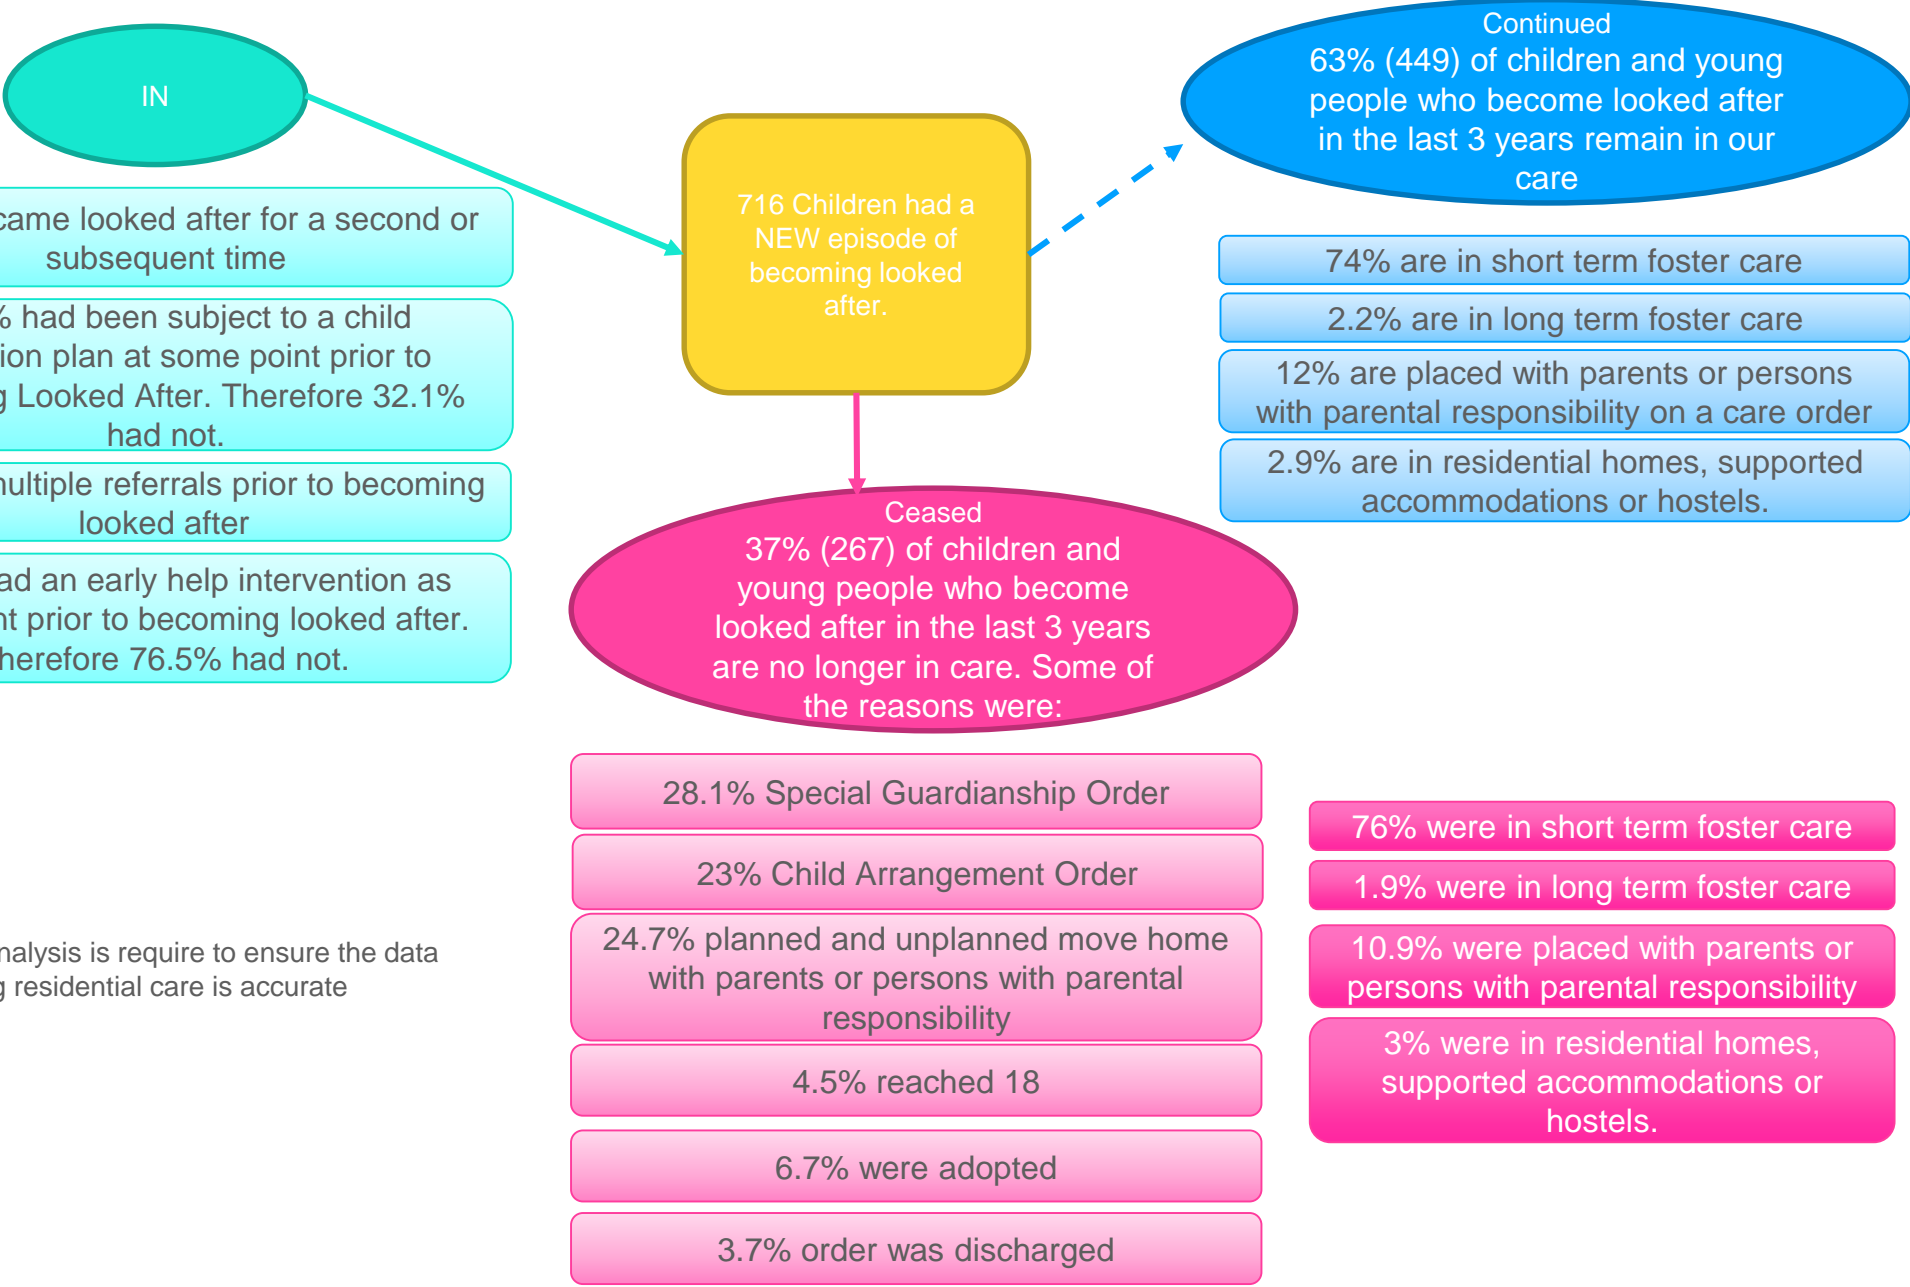 IN
came looked after for a second or
subsequent time
% had been subject to a child
ion plan at some point prior to
g Looked After. Therefore 32.1%
had not.
multiple referrals prior to becoming
looked after
ad an early help intervention as
nt prior to becoming looked after.
herefore 76.5% had not.
nalysis is require to ensure the data
g residential care is accurate
716 Children had a
NEW episode of
becoming looked
after.
Continued
63% (449) of children and young
people who become looked after
in the last 3 years remain in our
care
74% are in short term foster care
2.2% are in long term foster care
12% are placed with parents or persons
with parental responsibility on a care order
2.9% are in residential homes, supported
accommodations or hostels.
Ceased
37% (267) of children and
young people who become
looked after in the last 3 years
are no longer in care. Some of
the reasons were:
28.1% Special Guardianship Order
23% Child Arrangement Order
24.7% planned and unplanned move home
with parents or persons with parental
responsibility
4.5% reached 18
6.7% were adopted
3.7% order was discharged
76% were in short term foster care
1.9% were in long term foster care
10.9% were placed with parents or
persons with parental responsibility
3% were in residential homes,
supported accommodations or
hostels.